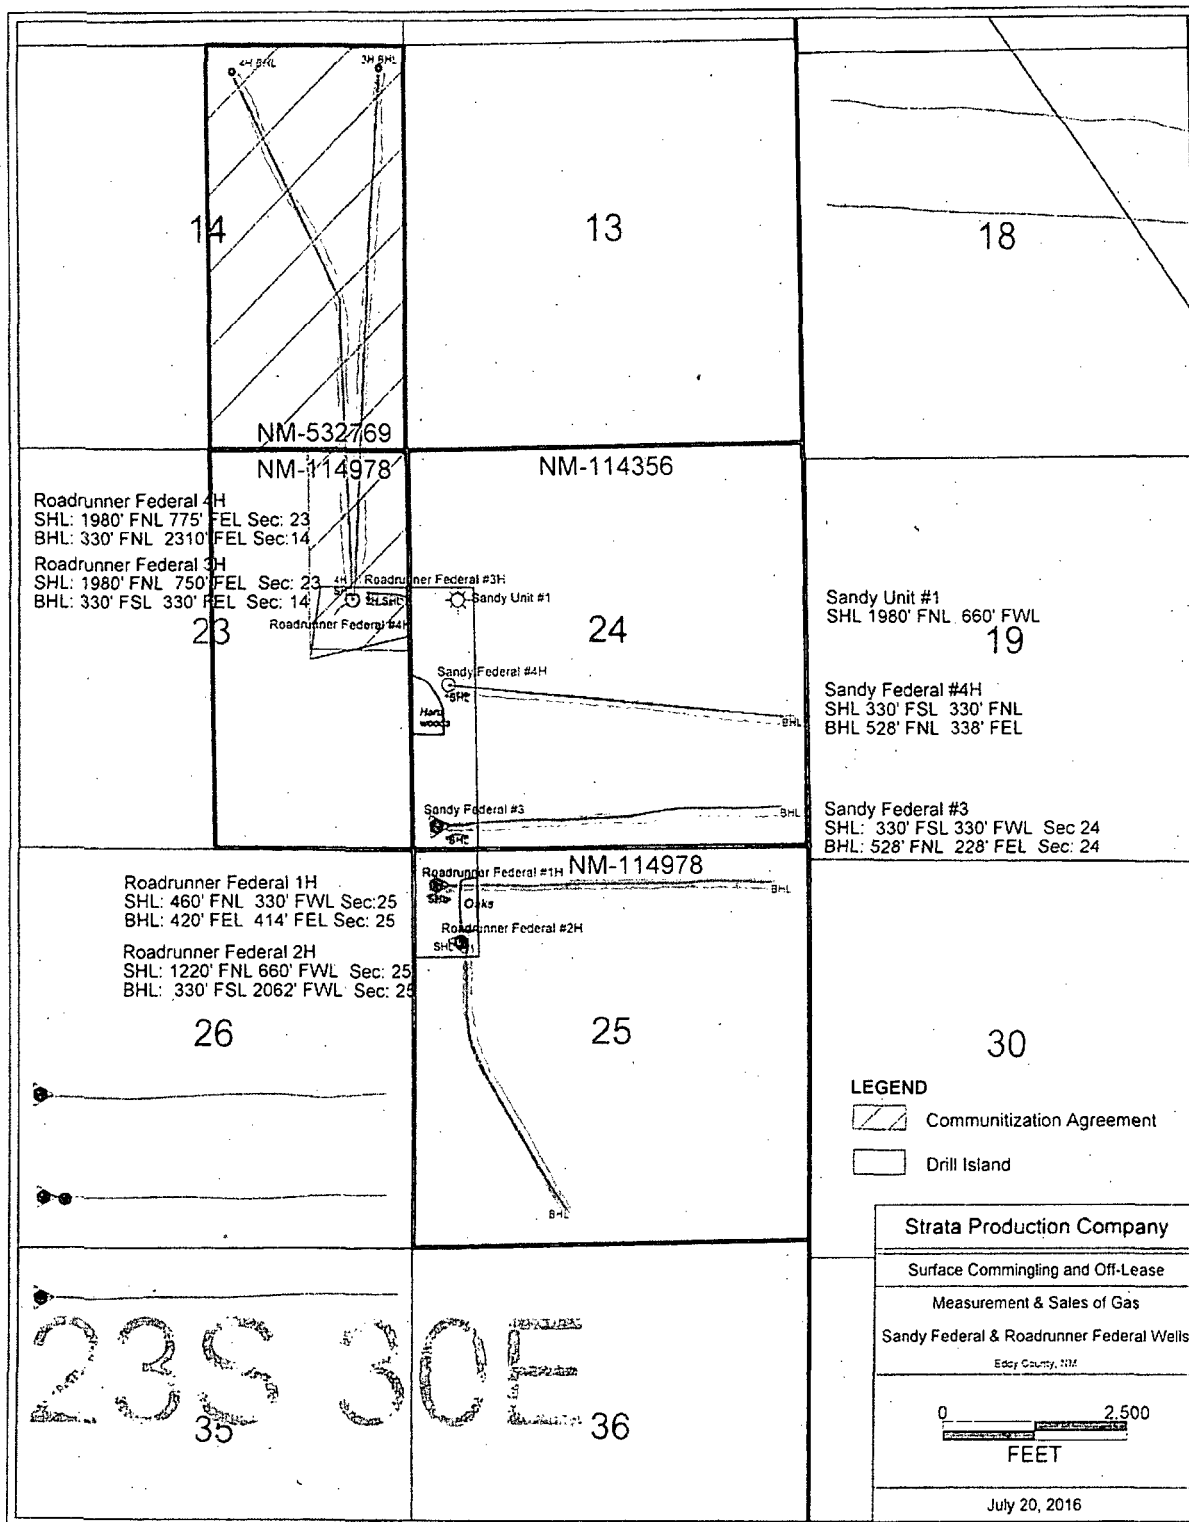 4H BHL
3H BHL
14
13
18
NM-532769
NM-114978
NM-114356
Roadrunner Federal 4H
SHL: 1980' FNL 775' FEL Sec: 23
BHL: 330' FNL 2310' FEL Sec:14
Roadrunner Federal 3H
SHL: 1980' FNL 750' FEL Sec: 23
BHL: 330' FSL 330' FEL Sec: 14
4H
Roadrunner Federal #3H
3H SHL
Sandy Unit #1
Roadrunner Federal #4H
23
24
Sandy Unit #1
SHL 1980' FNL 660' FWL
19
Sandy Federal #4H
BHL
Sandy Federal #4H
SHL 330' FSL 330' FNL
BHL 528' FNL 338' FEL
Sandy Federal #3
BHL
Sandy Federal #3
SHL: 330' FSL 330' FWL Sec 24
BHL: 528' FNL 228' FEL Sec: 24
NM-114978
Roadrunner Federal #1H
BHL
Roadrunner Federal 1H
SHL: 460' FNL 330' FWL Sec:25
BHL: 420' FEL 414' FEL Sec: 25
Roadrunner Federal #2H
SHL
Roadrunner Federal 2H
SHL: 1220' FNL 660' FWL Sec: 25
BHL: 330' FSL 2062' FWL Sec: 25
26
25
30
BHL
LEGEND
Communitization Agreement
Drill Island
Strata Production Company
Surface Commingling and Off-Lease
Measurement & Sales of Gas
Sandy Federal & Roadrunner Federal Wells
Eddy County, NM
0 2,500
FEET
July 20, 2016
23S 30E
35
36